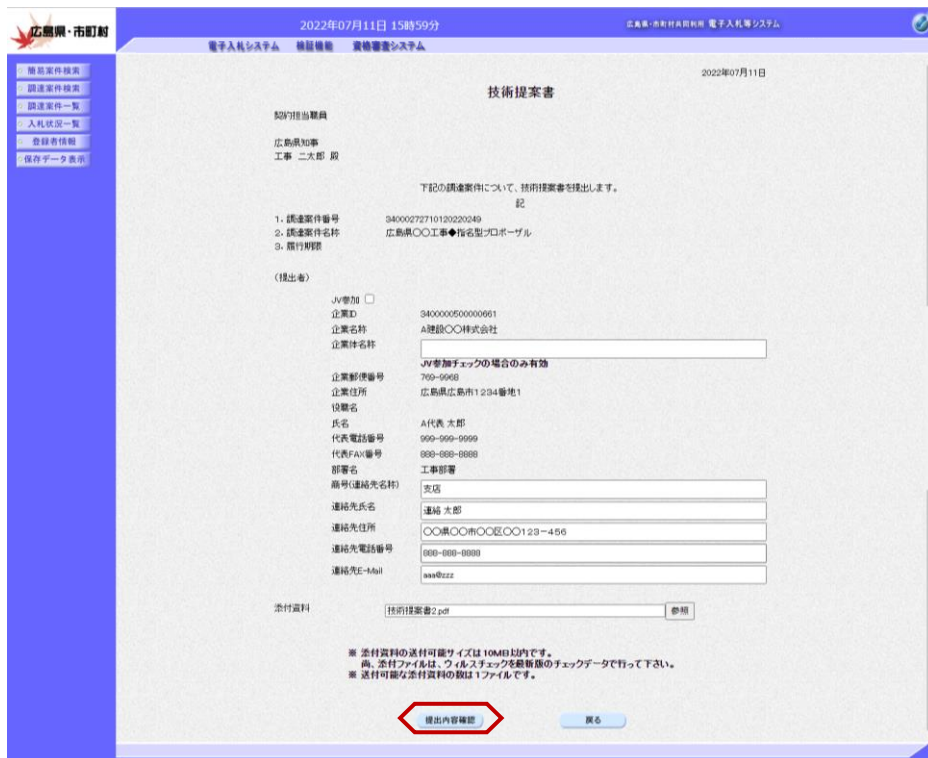 広島県・市町村
2022年07月11日 15時59分
広島県・市町村共同利用 電子入札等システム
電子入札システム 検証機能 資格審査システム
簡易案件検索
調達案件検索
調達案件一覧
入札状況一覧
登録者情報
保存データ表示
2022年07月11日
技術提案書
契約担当職員
広島県知事
工事 二太郎 殿
下記の調達案件について、技術提案書を提出します。
記
1. 調達案件番号 34000272710120220249
2. 調達案件名称 広島県〇〇工事◆指名型プロポーザル
3. 履行期限
（提出者）
JV参加
企業ID 3400000500000661
企業名称 A建設〇〇株式会社
企業体名称
JV参加チェックの場合のみ有効
企業郵便番号 769-9968
企業住所 広島県広島市1234番地1
役職名
氏名 A代表 太郎
代表電話番号 999-999-9999
代表FAX番号 888-888-8888
部署名 工事部署
商号(連絡先名称) 支店
連絡先氏名 連絡 太郎
連絡先住所 〇〇県〇〇市〇〇区〇〇123－456
連絡先電話番号 888-888-8888
連絡先E-Mail aaa@zzz
添付資料 技術提案書2.pdf 参照
※ 添付資料の送付可能サイズは10MB以内です。
尚、添付ファイルは、ウィルスチェックを最新版のチェックデータで行って下さい。
※ 送付可能な添付資料の数は1ファイルです。
提出内容確認 戻る